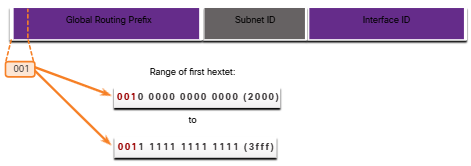 Global Routing Prefix Subnet ID Interface ID
001
Range of first hextet:
0010 0000 0000 0000 (2000)
to
0011 1111 1111 1111 (3fff)